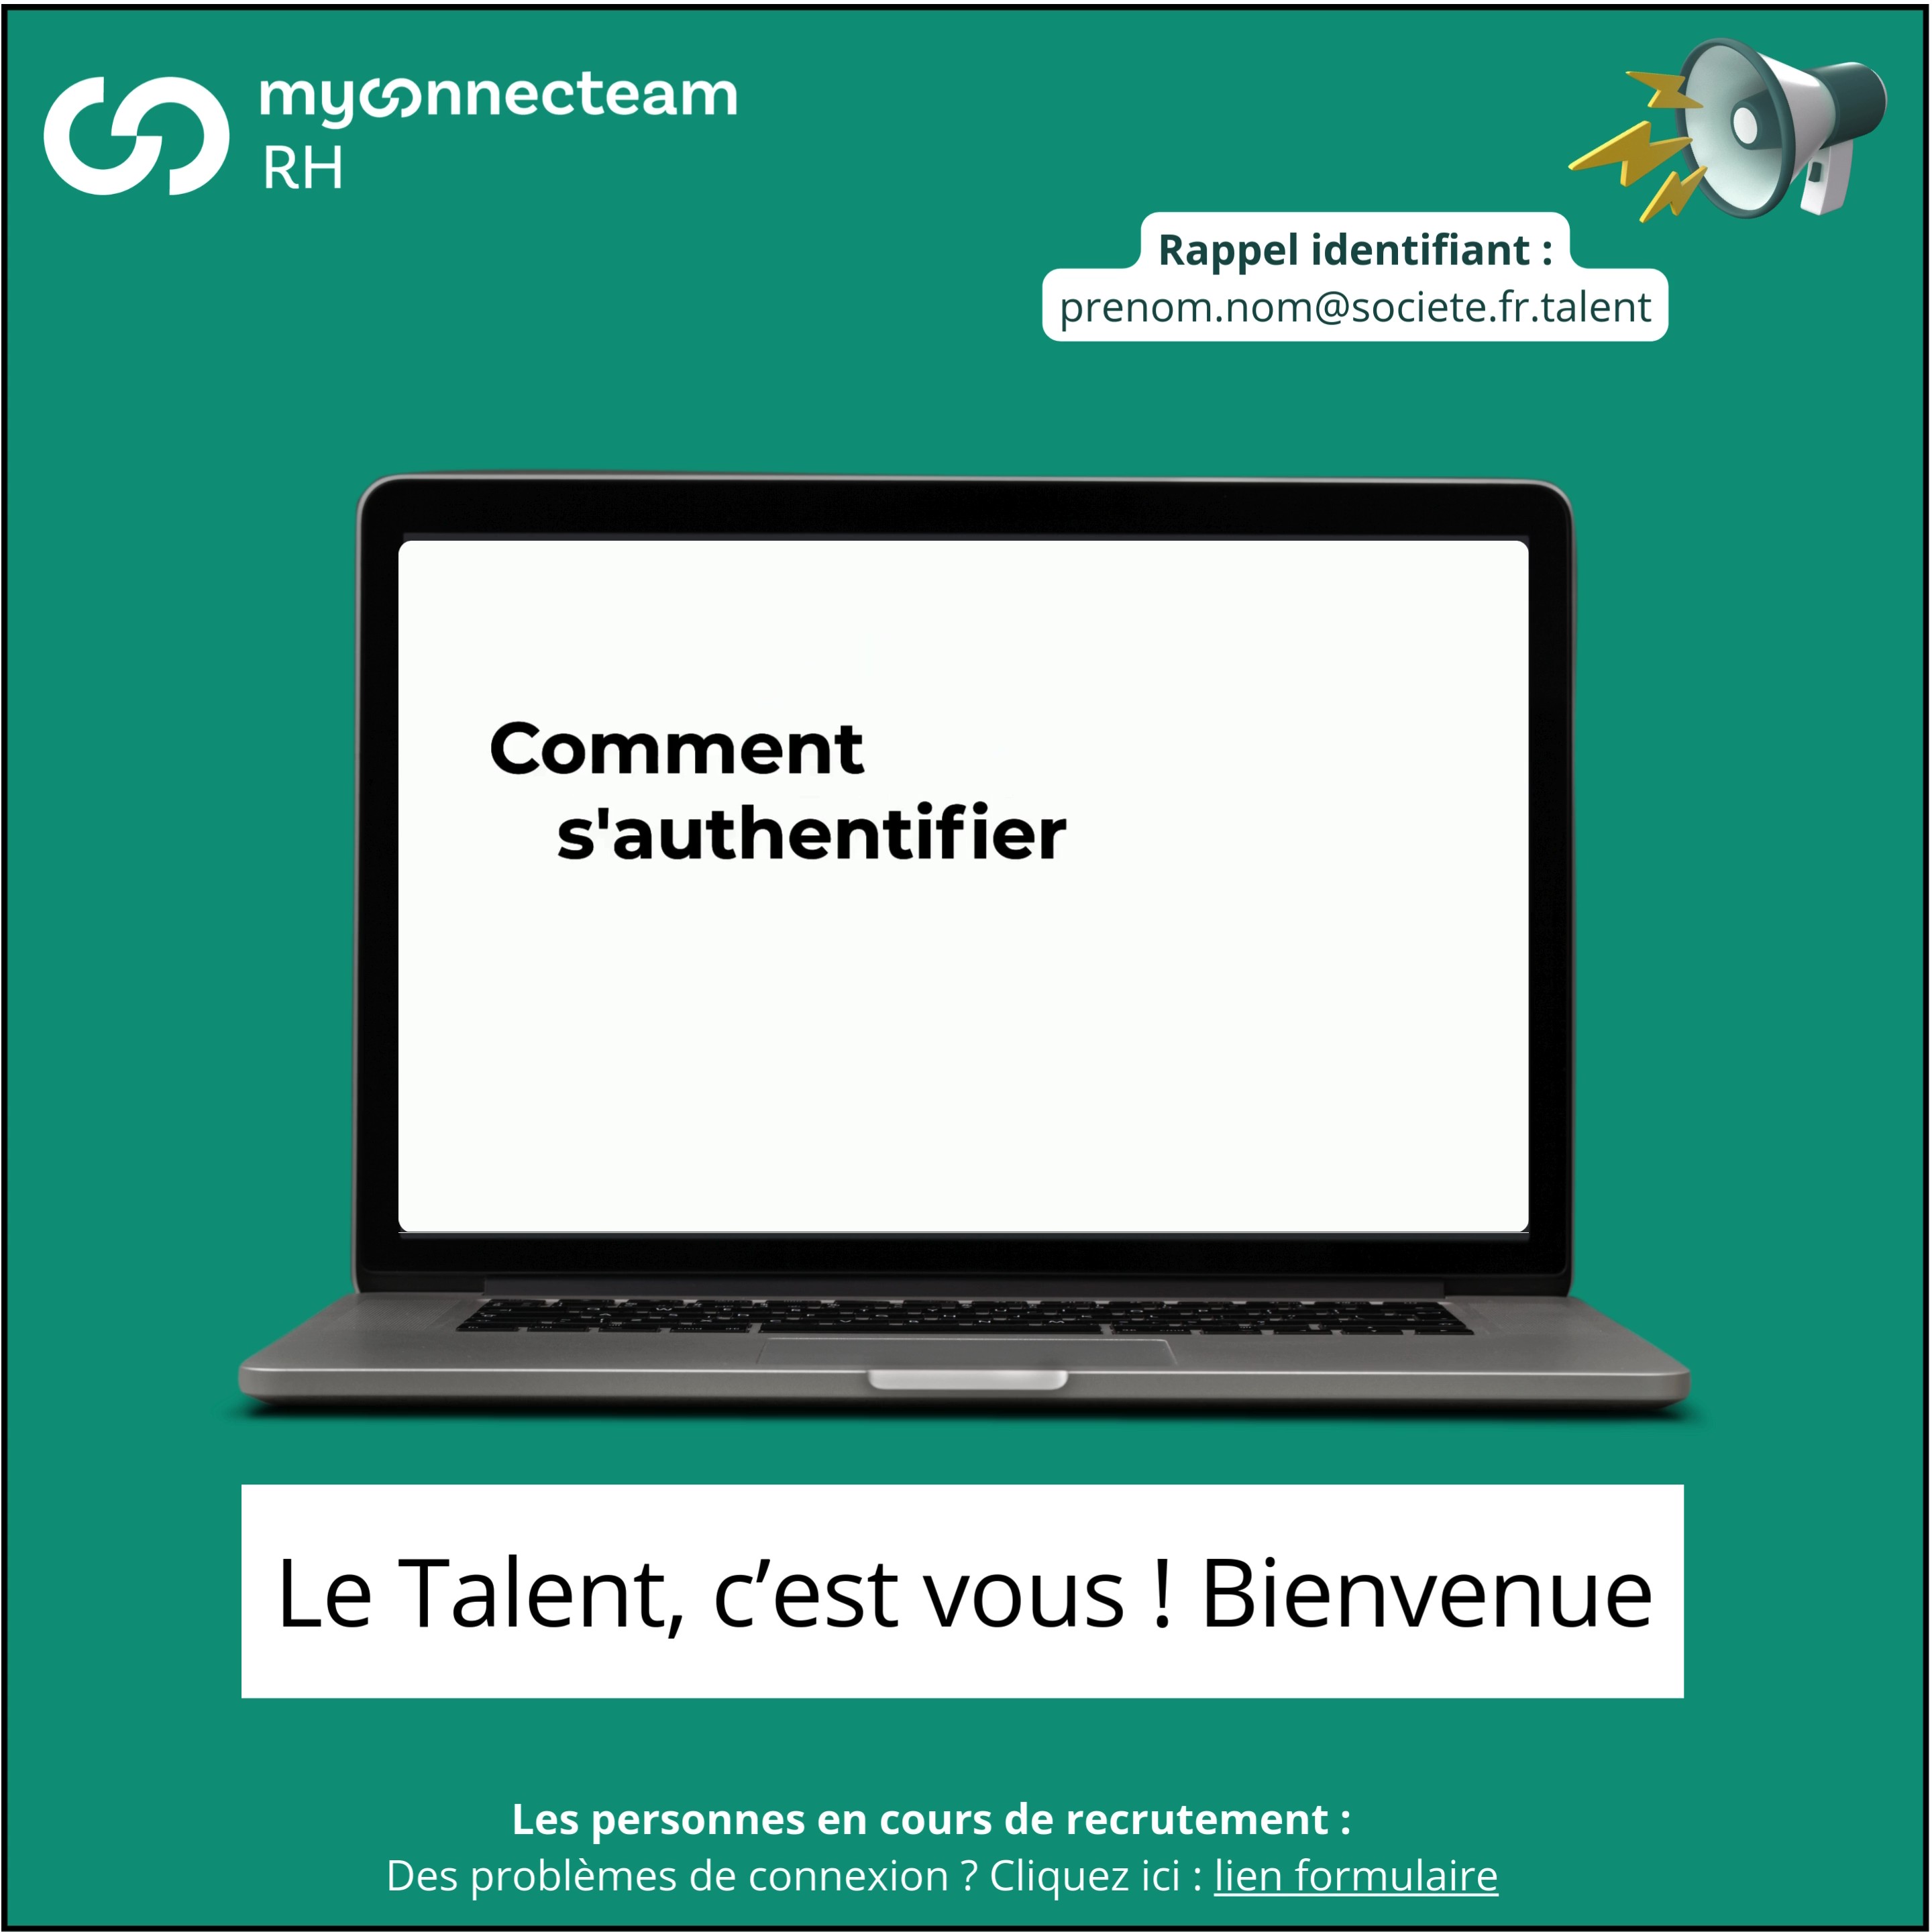 myconnecteam
RH
Rappel identifiant :
prenom.nom@societe.fr.talent
Comment
s'authentifier
Le Talent, c’est vous ! Bienvenue
Les personnes en cours de recrutement :
Des problèmes de connexion ? Cliquez ici : lien formulaire